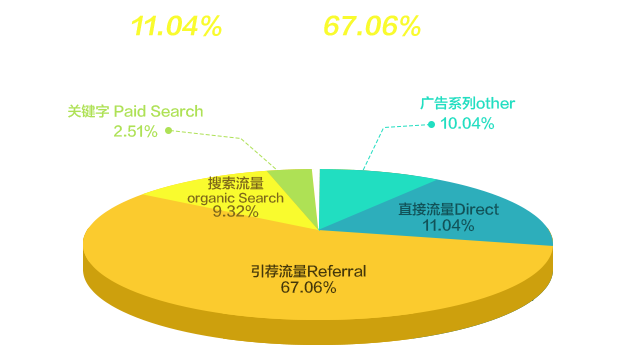 11.04% 67.06%
关键字 Paid Search
2.51%
广告系列other
10.04%
搜索流量
organic Search
9.32%
直接流量Direct
11.04%
引荐流量Referral
67.06%